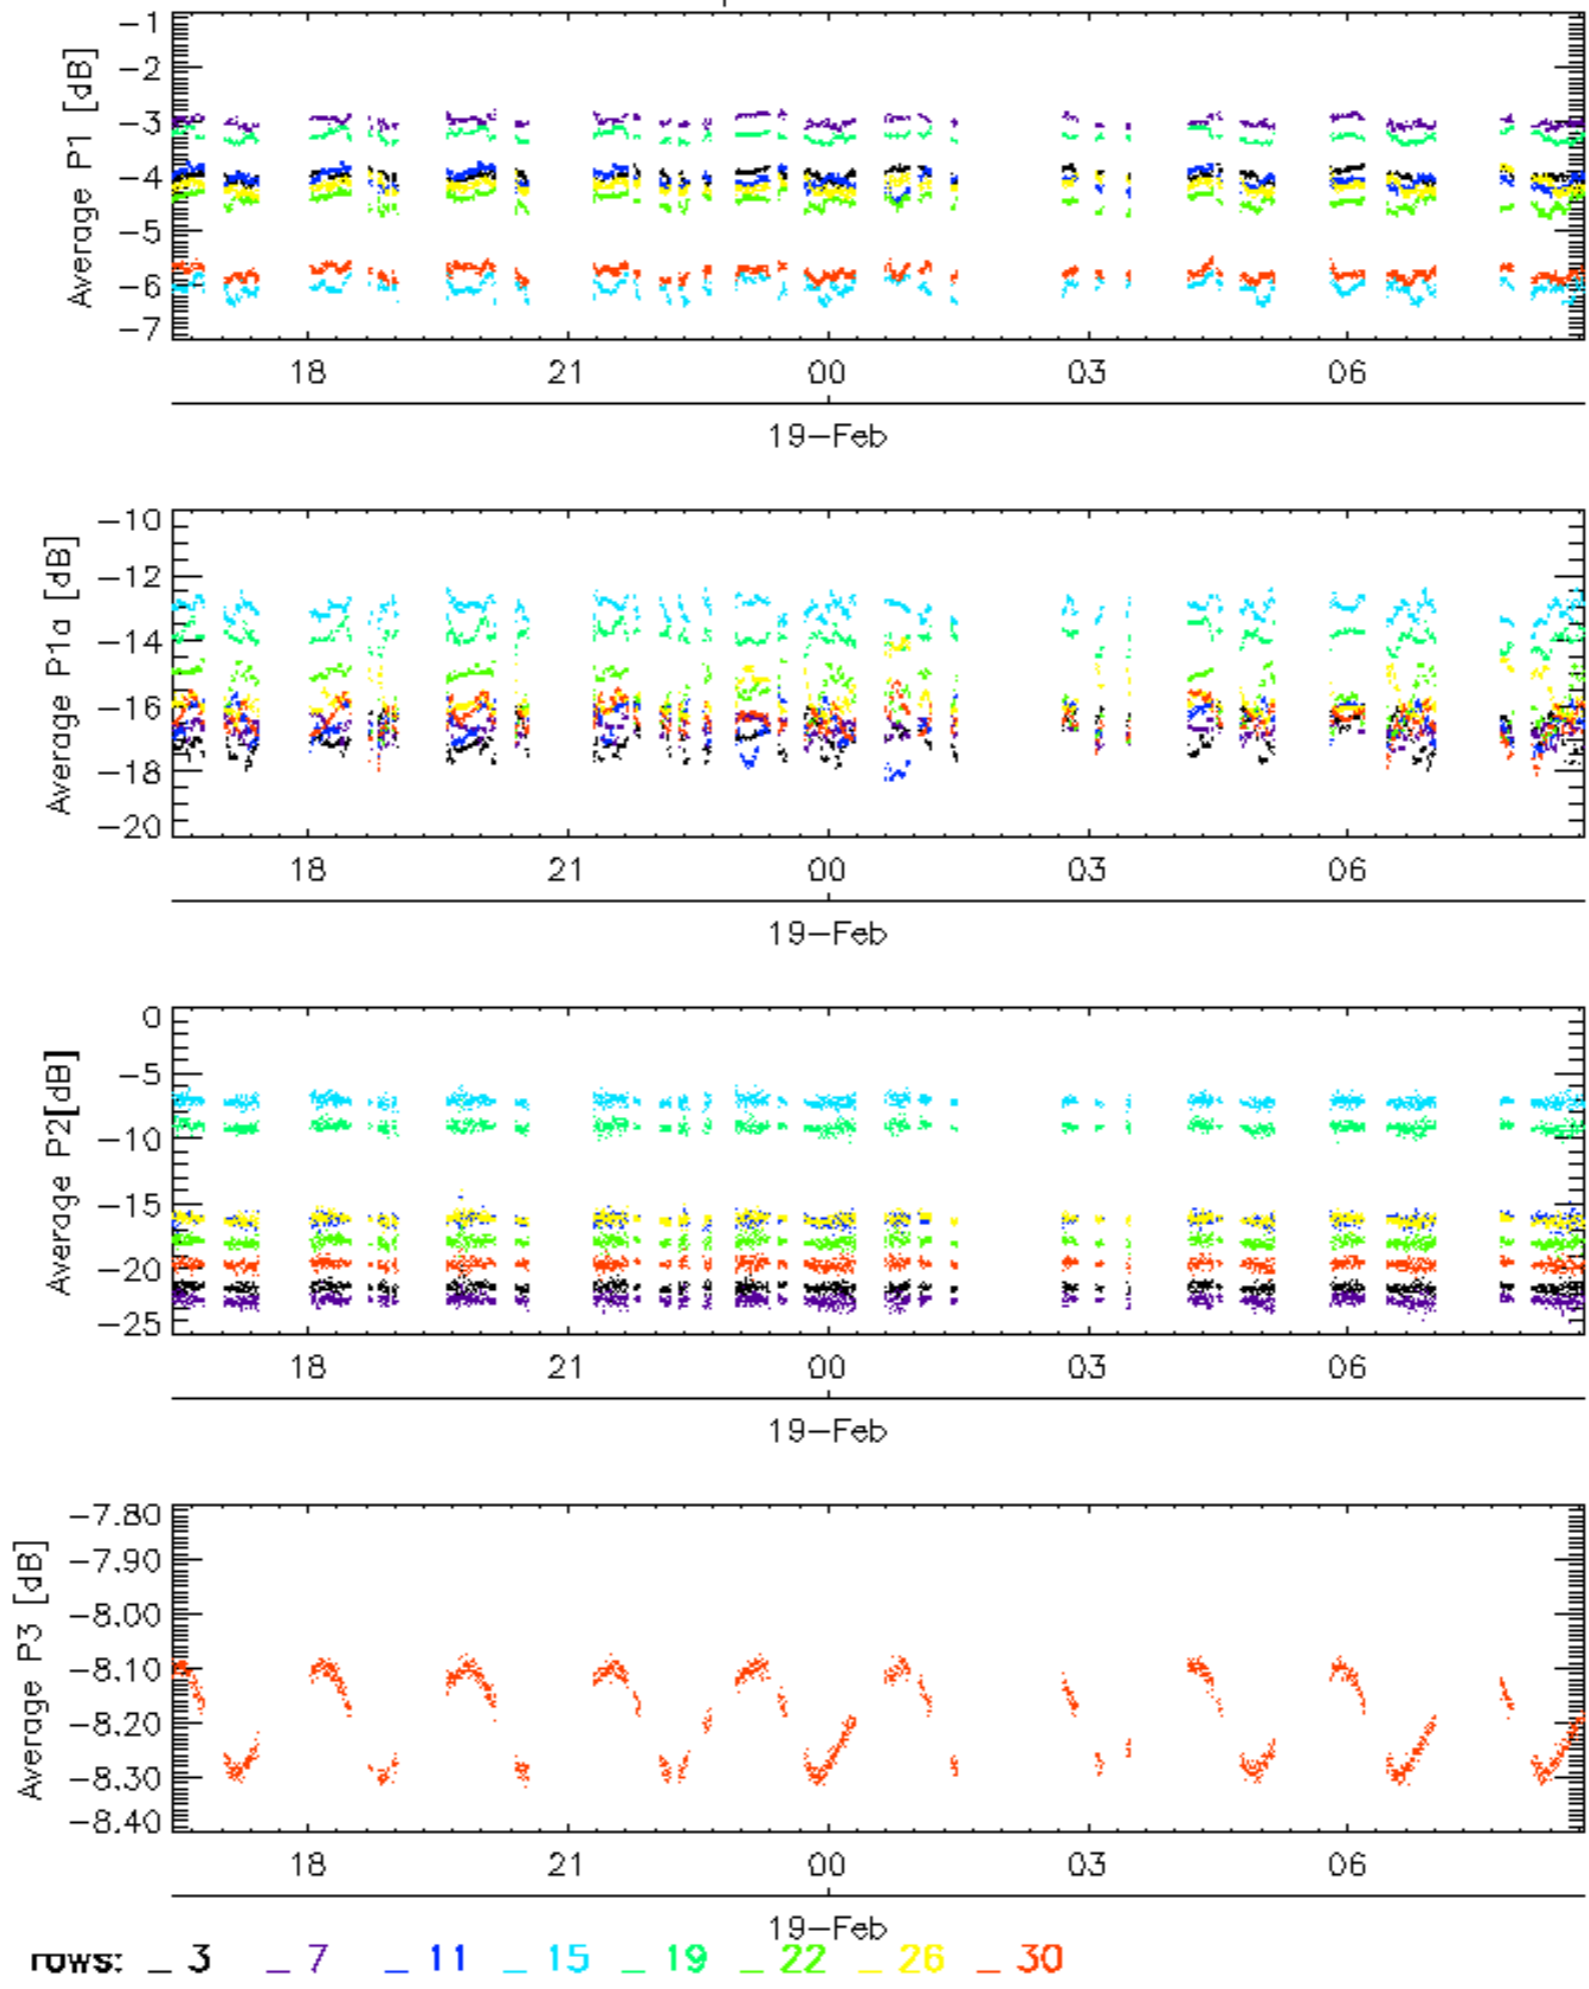 Average P1 [dB]
-1
-2
-3
-4
-5
-6
-7
18 21 00 03 06
19-Feb
Average P1a [dB]
-10
-12
-14
-16
-18
-20
18 21 00 03 06
19-Feb
Average P2[dB]
0
-5
-10
-15
-20
-25
18 21 00 03 06
19-Feb
Average P3 [dB]
-7.80
-7.90
-8.00
-8.10
-8.20
-8.30
-8.40
18 21 00 03 06
19-Feb
rows: _ 3 _ 7 _ 11 _ 15 _ 19 _ 22 _ 26 _ 30